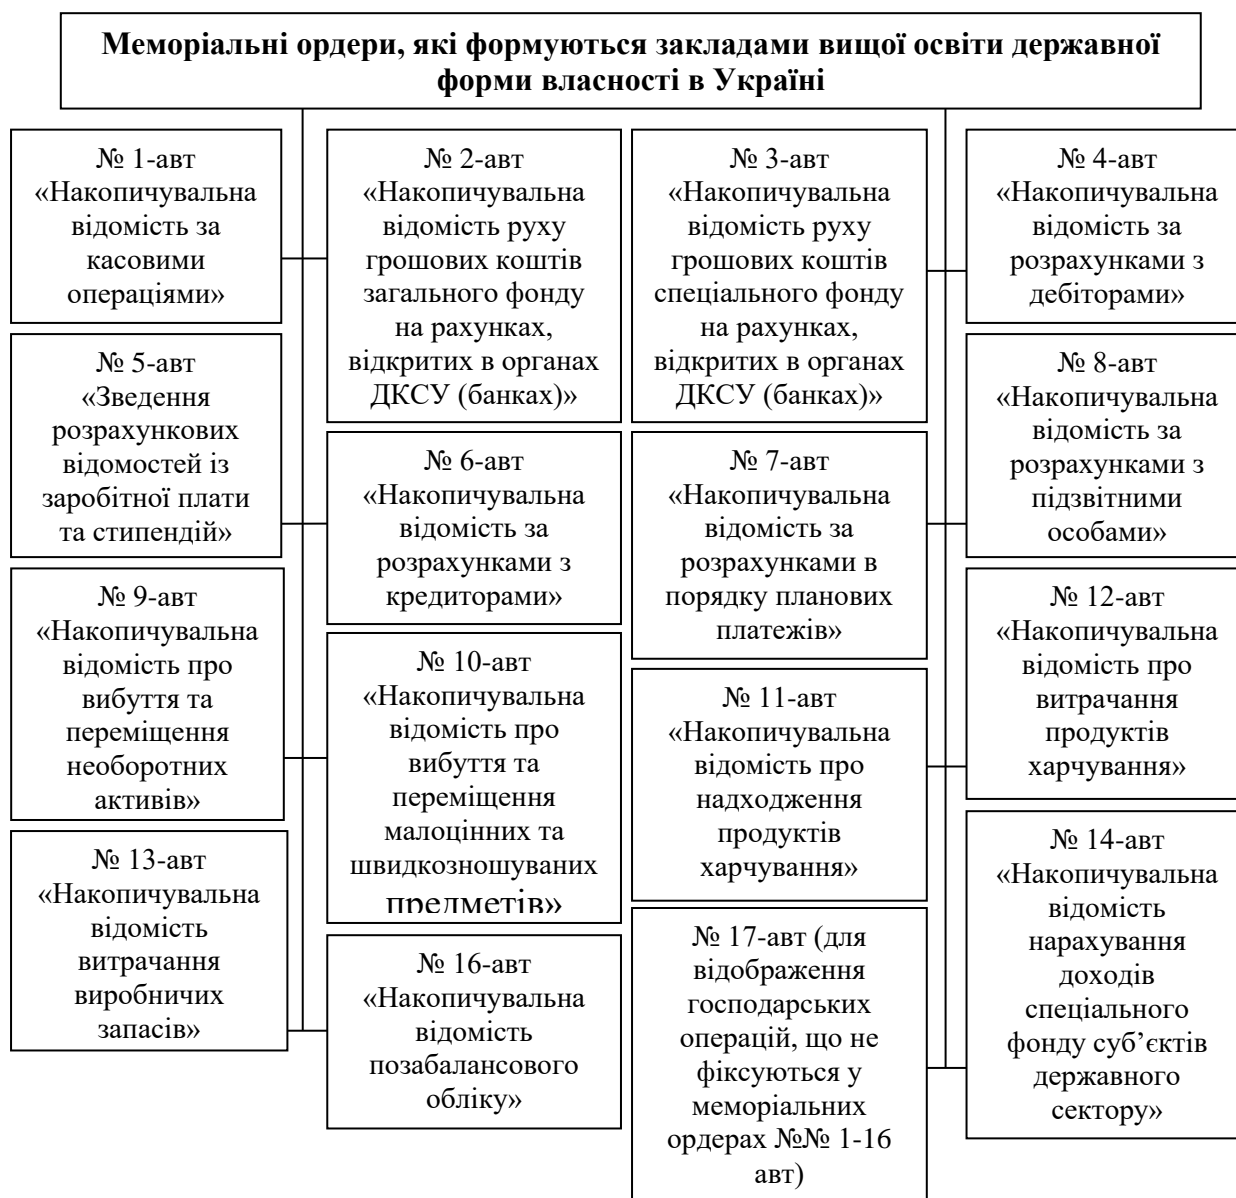 Меморіальні ордери, які формуються закладами вищої освіти державної
форми власності в Україні
№ 1-авт
«Накопичувальна
відомість за
касовими
операціями»
№ 2-авт
«Накопичувальна
відомість руху
грошових коштів
загального фонду
на рахунках,
відкритих в органах
ДКСУ (банках)»
№ 3-авт
«Накопичувальна
відомість руху
грошових коштів
спеціального фонду
на рахунках,
відкритих в органах
ДКСУ (банках)»
№ 4-авт
«Накопичувальна
відомість за
розрахунками з
дебіторами»
№ 5-авт
«Зведення
розрахункових
відомостей із
заробітної плати
та стипендій»
№ 6-авт
«Накопичувальна
відомість за
розрахунками з
кредиторами»
№ 7-авт
«Накопичувальна
відомість за
розрахунками в
порядку планових
платежів»
№ 8-авт
«Накопичувальна
відомість за
розрахунками з
підзвітними
особами»
№ 9-авт
«Накопичувальна
відомість про
вибуття та
переміщення
необоротних
активів»
№ 10-авт
«Накопичувальна
відомість про
вибуття та
переміщення
малоцінних та
швидкозношуваних
предметів»
№ 11-авт
«Накопичувальна
відомість про
надходження
продуктів
харчування»
№ 12-авт
«Накопичувальна
відомість про
витрачання
продуктів
харчування»
№ 13-авт
«Накопичувальна
відомість
витрачання
виробничих
запасів»
№ 16-авт
«Накопичувальна
відомість
позабалансового
обліку»
№ 17-авт (для
відображення
господарських
операцій, що не
фіксуються у
меморіальних
ордерах №№ 1-16
авт)
№ 14-авт
«Накопичувальна
відомість
нарахування
доходів
спеціального
фонду суб’єктів
державного
сектору»